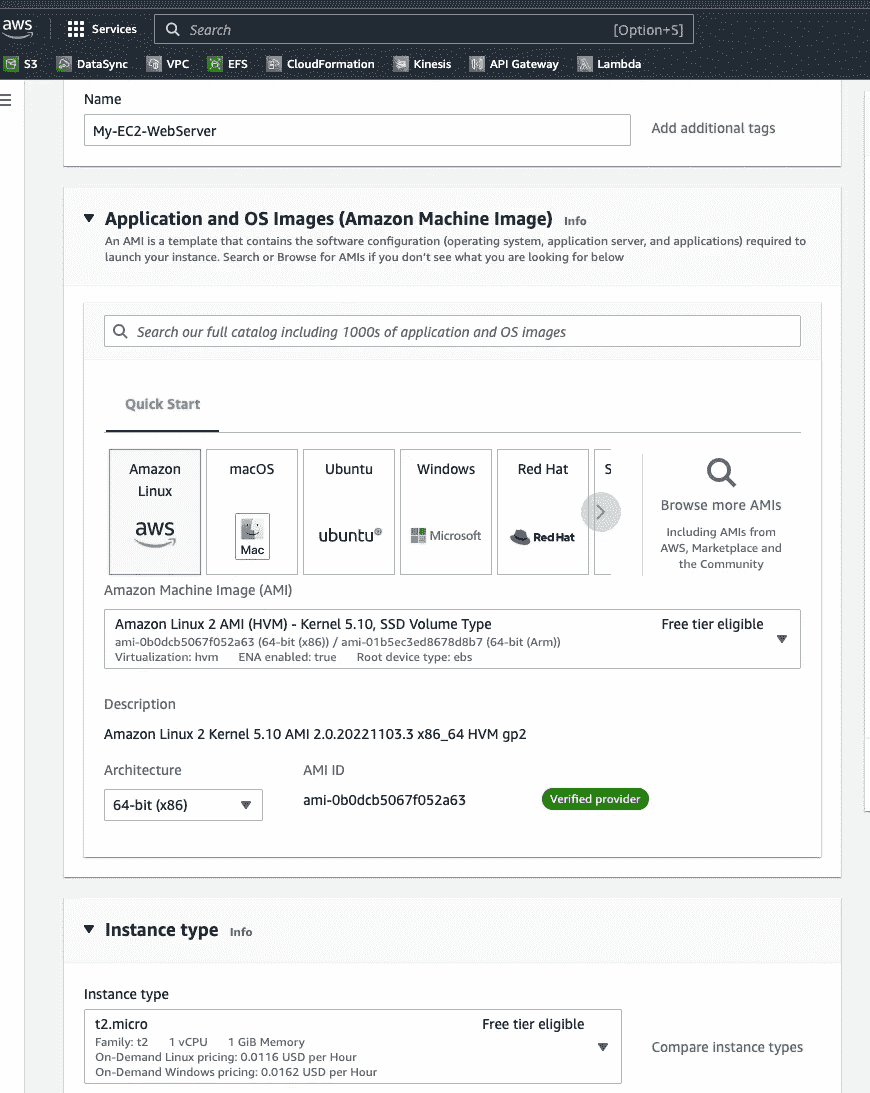 aws
Services
Search [Option+S]
S3 DataSync VPC EFS CloudFormation Kinesis API Gateway Lambda
Name
My-EC2-WebServer
Add additional tags
Application and OS Images (Amazon Machine Image) Info
An AMI is a template that contains the software configuration (operating system, application server, and applications) required to
launch your instance. Search or Browse for AMIs if you don't see what you are looking for below
Search our full catalog including 1000s of application and OS images
Quick Start
Amazon
Linux
aws
macOS
Mac
Ubuntu
ubuntu®
Windows
Microsoft
Red Hat
RedHat
S
Browse more AMIs
Including AMIs from
AWS, Marketplace and
the Community
Amazon Machine Image (AMI)
Amazon Linux 2 AMI (HVM) - Kernel 5.10, SSD Volume Type Free tier eligible
ami-0b0dcb5067f052a63 (64-bit (x86)) / ami-01b5ec3ed8678d8b7 (64-bit (Arm))
Virtualization: hvm ENA enabled: true Root device type: ebs
Description
Amazon Linux 2 Kernel 5.10 AMI 2.0.20221103.3 x86_64 HVM gp2
Architecture AMI ID
64-bit (x86) ami-0b0dcb5067f052a63 Verified provider
Instance type Info
Instance type
t2.micro Free tier eligible
Family: t2 1 vCPU 1 GiB Memory
On-Demand Linux pricing: 0.0116 USD per Hour
On-Demand Windows pricing: 0.0162 USD per Hour
Compare instance types